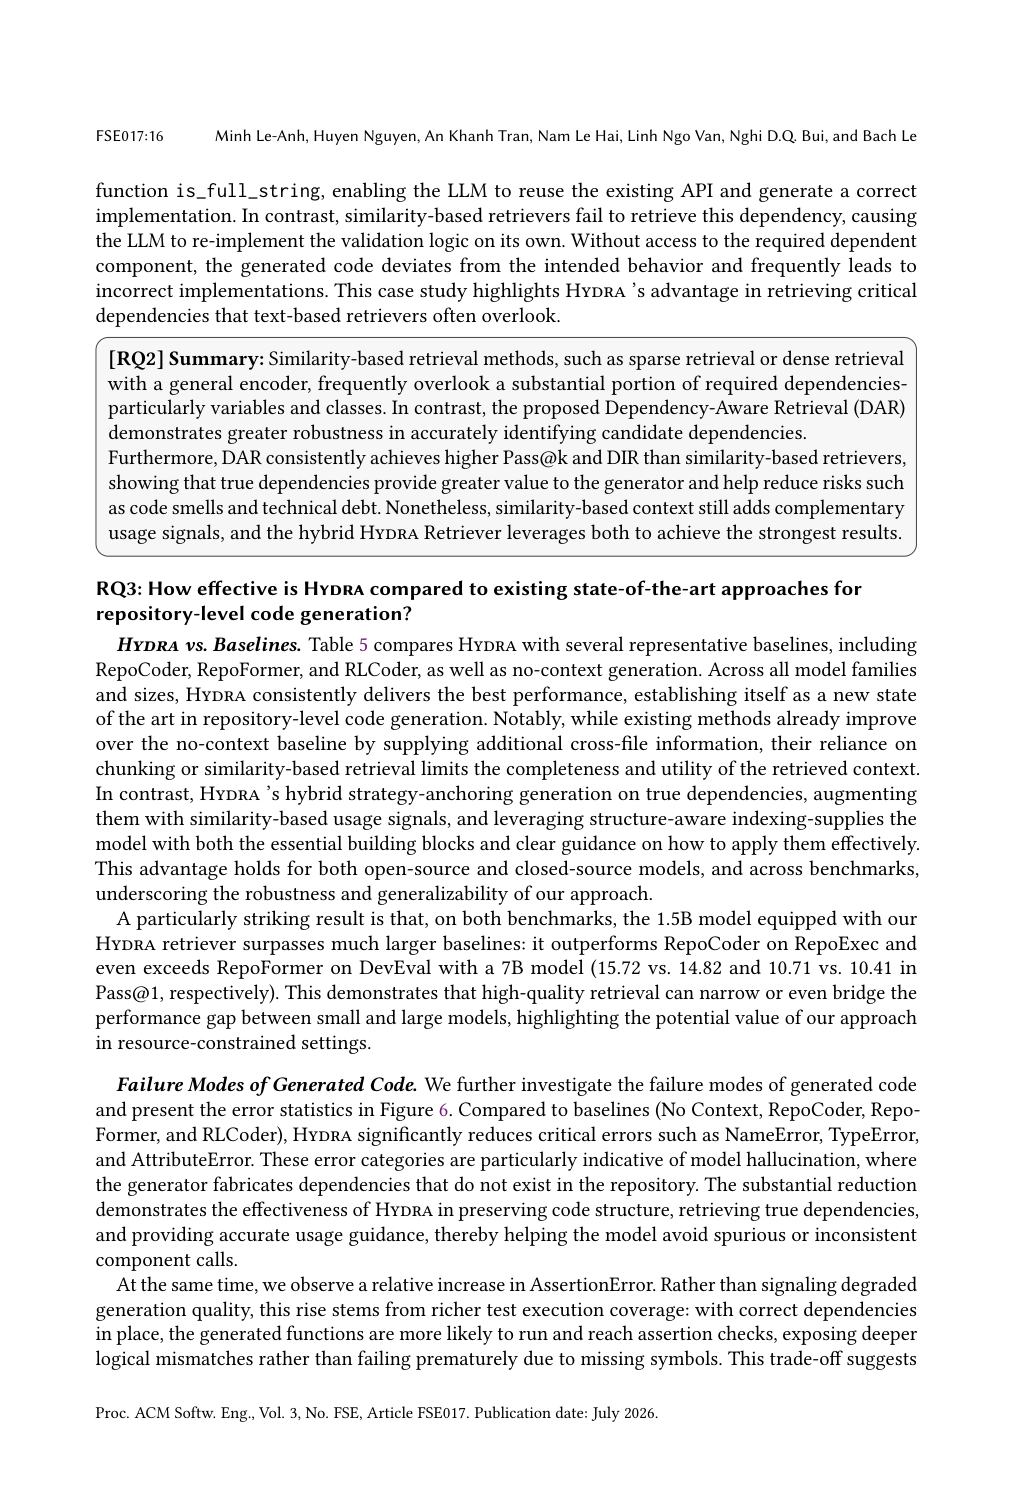 FSE017:16 Minh Le-Anh, Huyen Nguyen, An Khanh Tran, Nam Le Hai, Linh Ngo Van, Nghi D.Q. Bui, and Bach Le
function is_full_string, enabling the LLM to reuse the existing API and generate a correct
implementation. In contrast, similarity-based retrievers fail to retrieve this dependency, causing
the LLM to re-implement the validation logic on its own. Without access to the required dependent
component, the generated code deviates from the intended behavior and frequently leads to
incorrect implementations. This case study highlights Hydra 's advantage in retrieving critical
dependencies that text-based retrievers often overlook.
[RQ2] Summary: Similarity-based retrieval methods, such as sparse retrieval or dense retrieval
with a general encoder, frequently overlook a substantial portion of required dependencies-
particularly variables and classes. In contrast, the proposed Dependency-Aware Retrieval (DAR)
demonstrates greater robustness in accurately identifying candidate dependencies.
Furthermore, DAR consistently achieves higher Pass@k and DIR than similarity-based retrievers,
showing that true dependencies provide greater value to the generator and help reduce risks such
as code smells and technical debt. Nonetheless, similarity-based context still adds complementary
usage signals, and the hybrid Hydra Retriever leverages both to achieve the strongest results.
RQ3: How effective is Hydra compared to existing state-of-the-art approaches for
repository-level code generation?
Hydra vs. Baselines. Table 5 compares Hydra with several representative baselines, including
RepoCoder, RepoFormer, and RLCoder, as well as no-context generation. Across all model families
and sizes, Hydra consistently delivers the best performance, establishing itself as a new state
of the art in repository-level code generation. Notably, while existing methods already improve
over the no-context baseline by supplying additional cross-file information, their reliance on
chunking or similarity-based retrieval limits the completeness and utility of the retrieved context.
In contrast, Hydra 's hybrid strategy-anchoring generation on true dependencies, augmenting
them with similarity-based usage signals, and leveraging structure-aware indexing-supplies the
model with both the essential building blocks and clear guidance on how to apply them effectively.
This advantage holds for both open-source and closed-source models, and across benchmarks,
underscoring the robustness and generalizability of our approach.
A particularly striking result is that, on both benchmarks, the 1.5B model equipped with our
Hydra retriever surpasses much larger baselines: it outperforms RepoCoder on RepoExec and
even exceeds RepoFormer on DevEval with a 7B model (15.72 vs. 14.82 and 10.71 vs. 10.41 in
Pass@1, respectively). This demonstrates that high-quality retrieval can narrow or even bridge the
performance gap between small and large models, highlighting the potential value of our approach
in resource-constrained settings.
Failure Modes of Generated Code. We further investigate the failure modes of generated code
and present the error statistics in Figure 6. Compared to baselines (No Context, RepoCoder, Repo-
Former, and RLCoder), Hydra significantly reduces critical errors such as NameError, TypeError,
and AttributeError. These error categories are particularly indicative of model hallucination, where
the generator fabricates dependencies that do not exist in the repository. The substantial reduction
demonstrates the effectiveness of Hydra in preserving code structure, retrieving true dependencies,
and providing accurate usage guidance, thereby helping the model avoid spurious or inconsistent
component calls.
At the same time, we observe a relative increase in AssertionError. Rather than signaling degraded
generation quality, this rise stems from richer test execution coverage: with correct dependencies
in place, the generated functions are more likely to run and reach assertion checks, exposing deeper
logical mismatches rather than failing prematurely due to missing symbols. This trade-off suggests
Proc. ACM Softw. Eng., Vol. 3, No. FSE, Article FSE017. Publication date: July 2026.